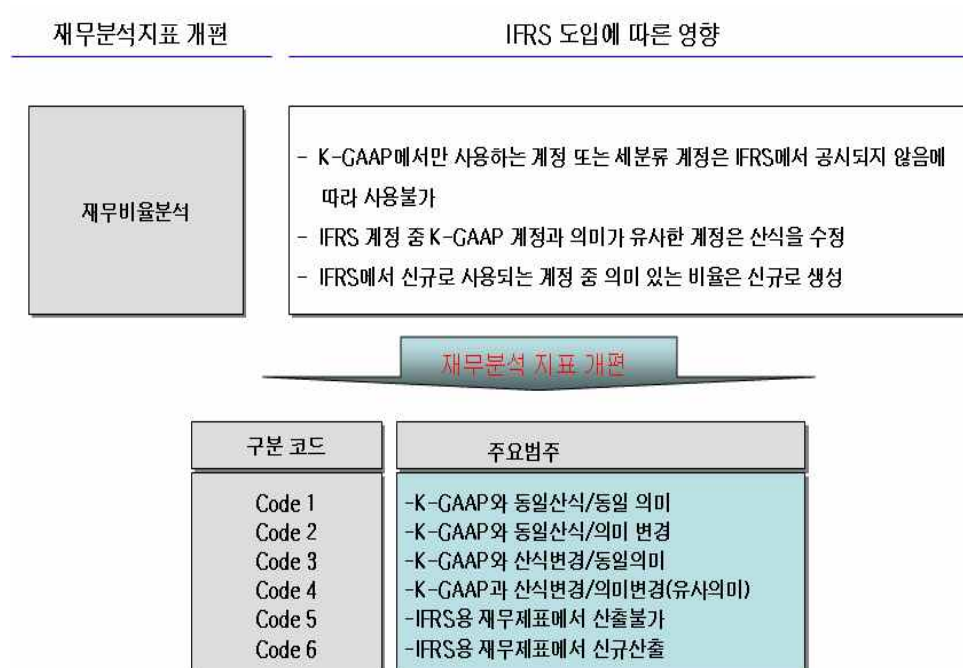 재무분석지표 개편
IFRS 도입에 따른 영향
재무비율분석
- K-GAAP에서만 사용하는 계정 또는 세분류 계정은 IFRS에서 공시되지 않음에
따라 사용불가
- IFRS 계정 중 K-GAAP 계정과 의미가 유사한 계정은 산식을 수정
- IFRS에서 신규로 사용되는 계정 중 의미 있는 비율은 신규로 생성
재무분석 지표 개편
구분 코드
주요범주
Code 1
-K-GAAP와 동일산식/동일 의미
Code 2
-K-GAAP와 동일산식/의미 변경
Code 3
-K-GAAP와 산식변경/동일의미
Code 4
-K-GAAP과 산식변경/의미변경(유사의미)
Code 5
-IFRS용 재무제표에서 산출불가
Code 6
-IFRS용 재무제표에서 신규산출